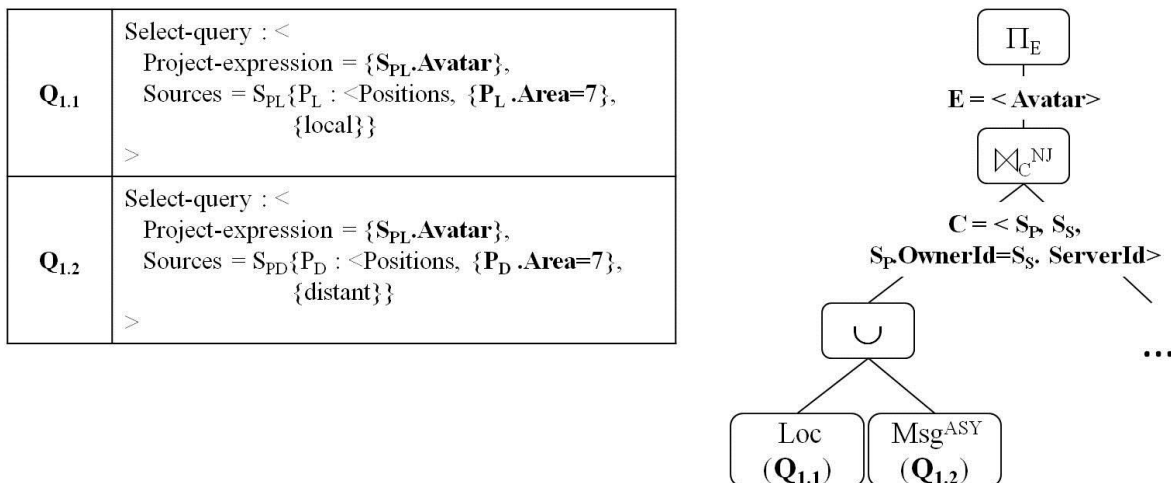 Q1.1
Select-query : <
Project-expression = {SPL.Avatar},
Sources = SPL{PL : <Positions, {PL .Area=7},
{local}}
>
Q1.2
Select-query : <
Project-expression = {SPL.Avatar},
Sources = SPD{PD : <Positions, {PD .Area=7},
{distant}}
>
ΠE
E = < Avatar>
⋈C NJ
C = < SP, SS,
SP.OwnerId=SS. ServerId>
∪
...
Loc
(Q1.1)
MsgASY
(Q1.2)